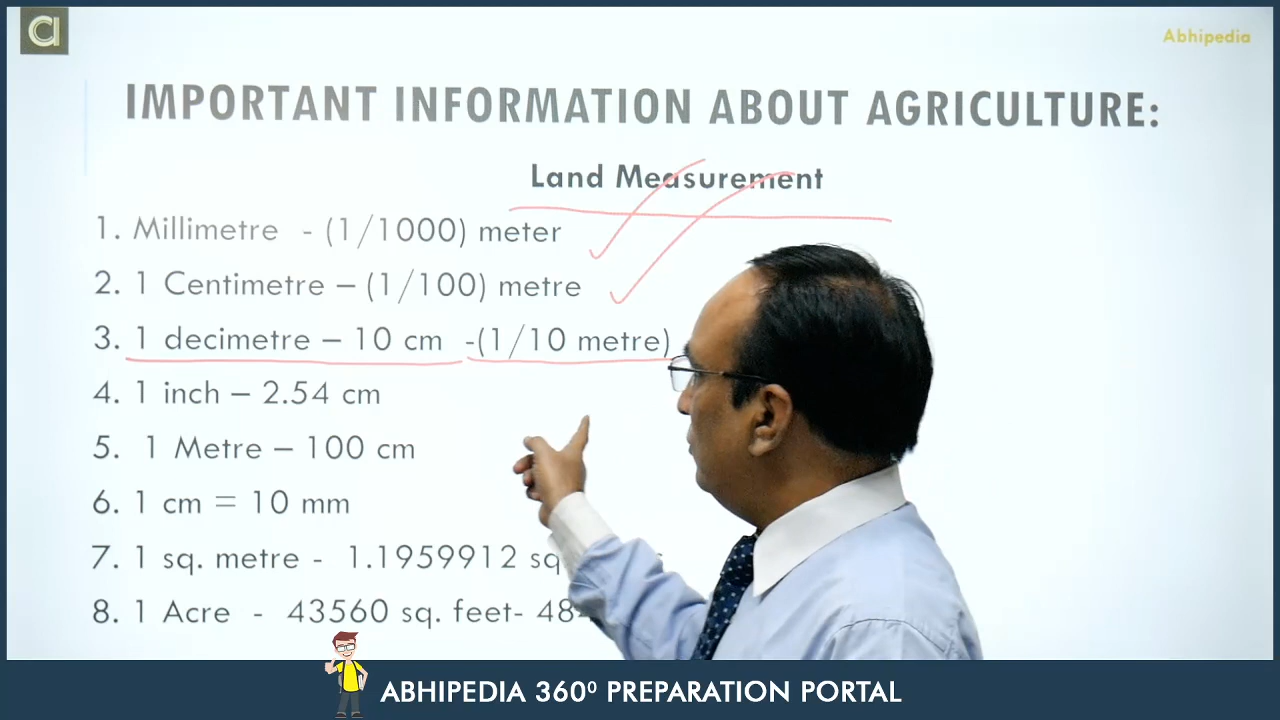 a
Abhipedia
IMPORTANT INFORMATION ABOUT AGRICULTURE:
Land Measurement
1. Millimetre - (1/1000) meter
2. 1 Centimetre – (1/100) metre
3. 1 decimetre – 10 cm -(1/10 metre)
4. 1 inch – 2.54 cm
5. 1 Metre – 100 cm
6. 1 cm = 10 mm
7. 1 sq. metre - 1.1959912 sq
8. 1 Acre - 43560 sq. feet- 48
ABHIPEDIA 360⁰ PREPARATION PORTAL